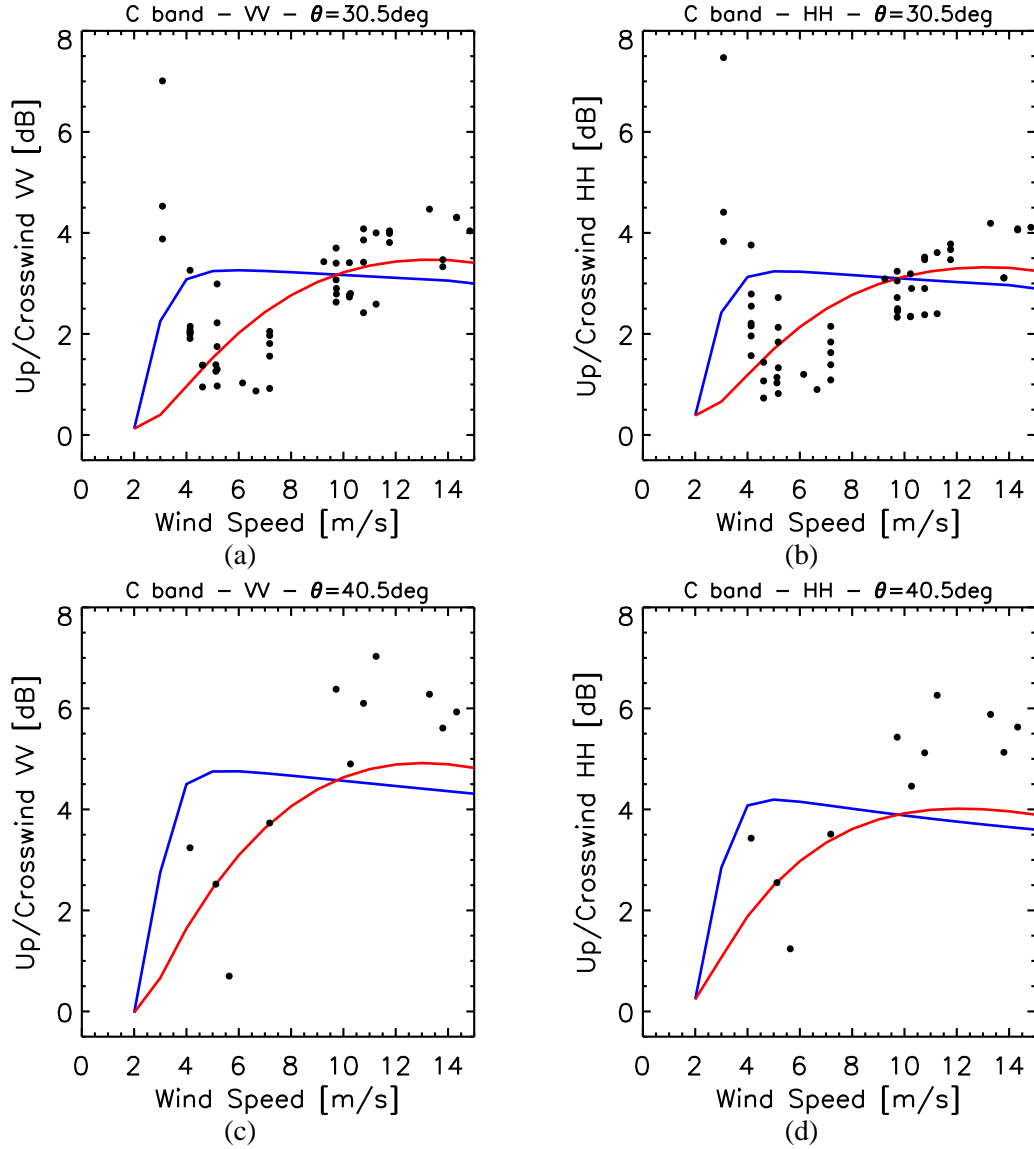 C band – VV – θ=30.5deg
8
6
4
2
0
Up/Crosswind VV [dB]
0 2 4 6 8 10 12 14
Wind Speed [m/s]
(a)
C band – HH – θ=30.5deg
8
6
4
2
0
Up/Crosswind HH [dB]
0 2 4 6 8 10 12 14
Wind Speed [m/s]
(b)
C band – VV – θ=40.5deg
8
6
4
2
0
Up/Crosswind VV [dB]
0 2 4 6 8 10 12 14
Wind Speed [m/s]
(c)
C band – HH – θ=40.5deg
8
6
4
2
0
Up/Crosswind HH [dB]
0 2 4 6 8 10 12 14
Wind Speed [m/s]
(d)